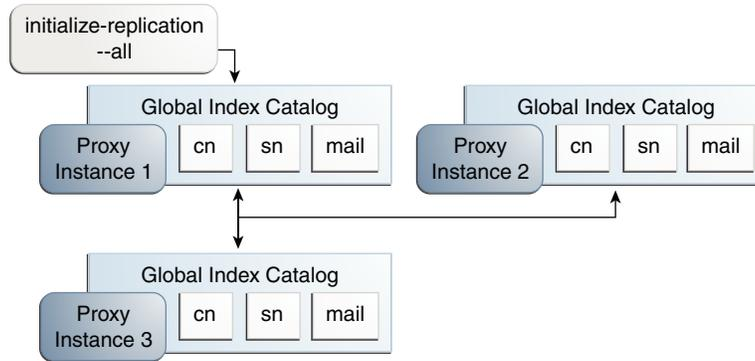 initialize-replication
--all
Global Index Catalog
Proxy
Instance 1
cn
sn
mail
Global Index Catalog
Proxy
Instance 2
cn
sn
mail
Global Index Catalog
Proxy
Instance 3
cn
sn
mail